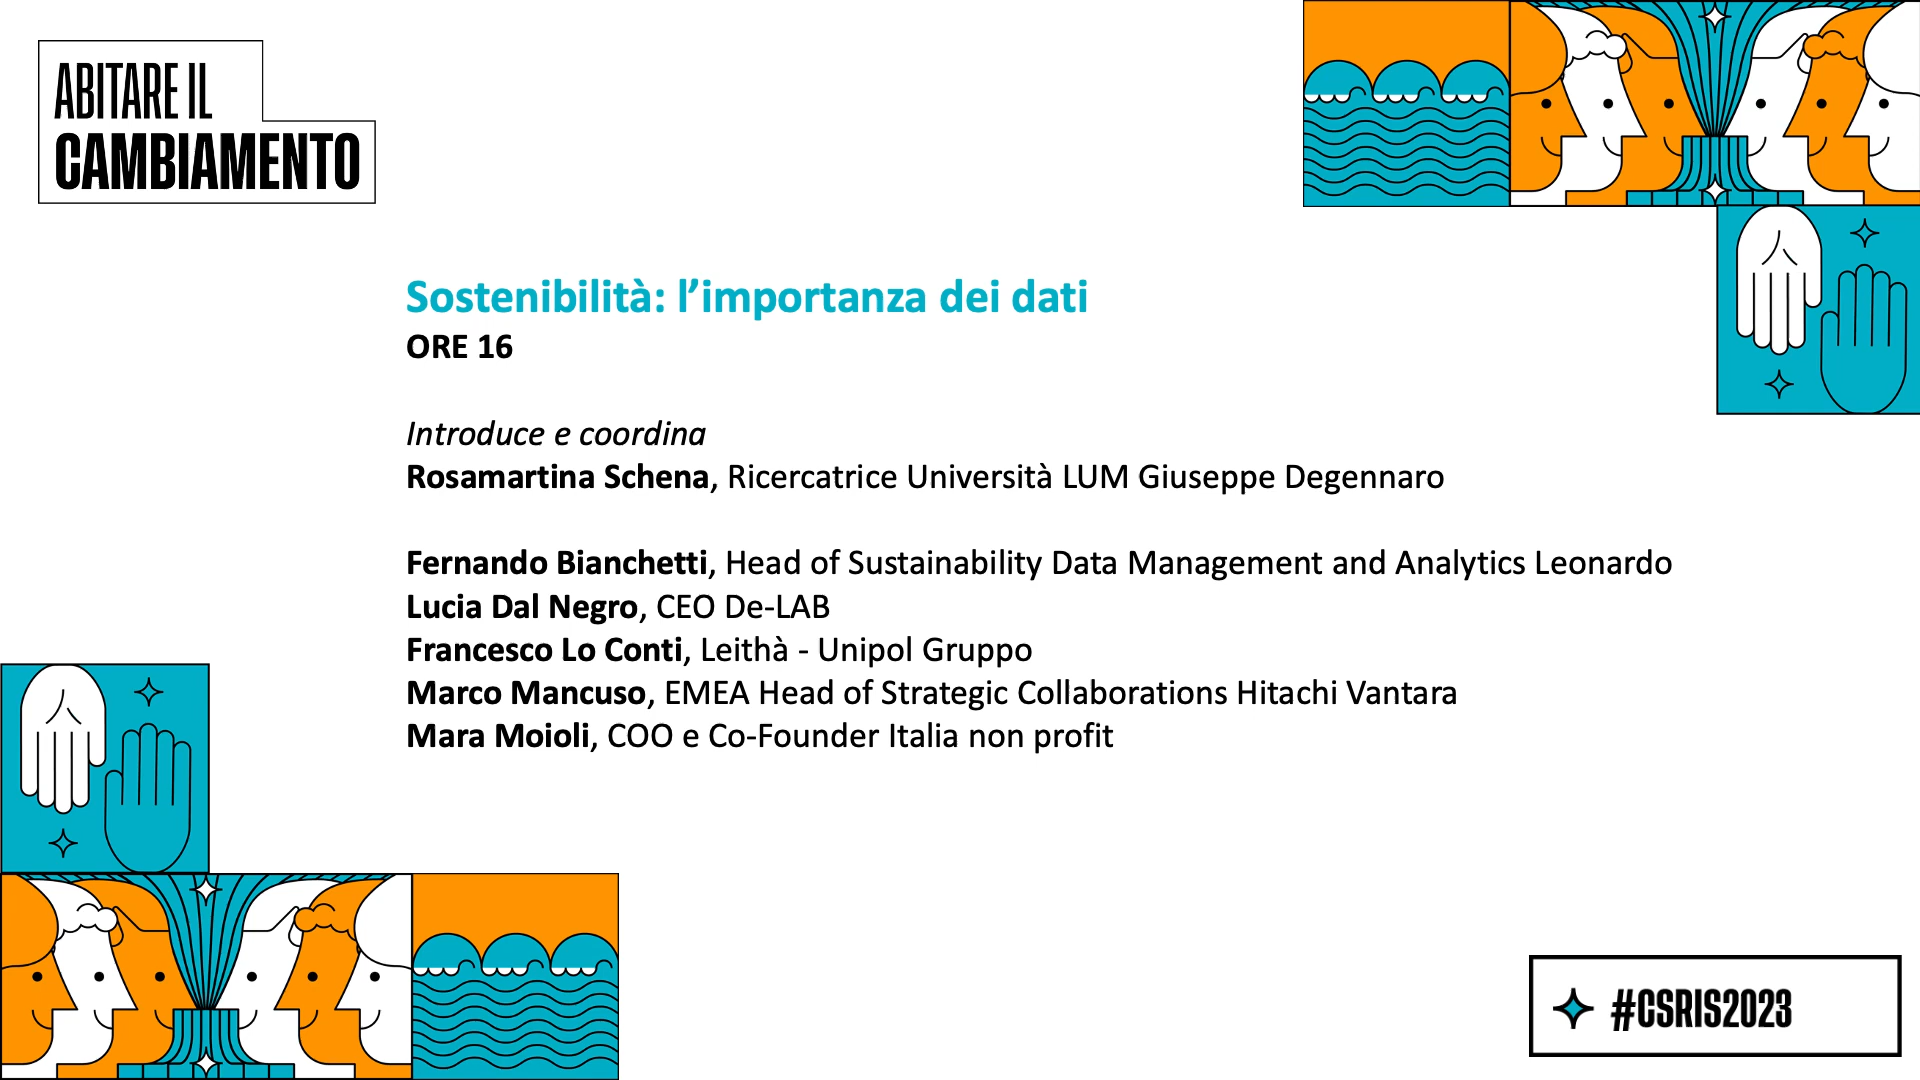 ABITARE IL
CAMBIAMENTO
Sostenibilità: l’importanza dei dati
ORE 16
Introduce e coordina
Rosamartina Schena, Ricercatrice Università LUM Giuseppe Degennaro
Fernando Bianchetti, Head of Sustainability Data Management and Analytics Leonardo
Lucia Dal Negro, CEO De-LAB
Francesco Lo Conti, Leithà - Unipol Gruppo
Marco Mancuso, EMEA Head of Strategic Collaborations Hitachi Vantara
Mara Moioli, COO e Co-Founder Italia non profit
#CSRIS2023